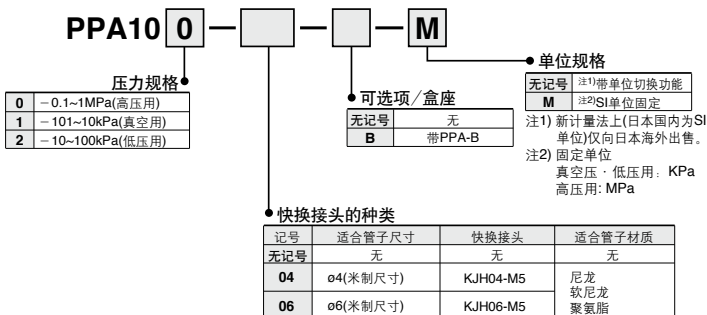 PPA10 0 — — — M
压力规格
0 －0.1~1MPa(高压用)
1 －101~10kPa(真空用)
2 －10~100kPa(低压用)
可选项/盒座
无记号 无
B 带PPA-B
单位规格
无记号 注1)带单位切换功能
M 注2)SI单位固定
注1) 新计量法上(日本国内为SI
单位)仅向日本海外出售。
注2) 固定单位
真空压・低压用：KPa
高压用: MPa
快换接头的种类
记号 适合管子尺寸 快换接头 适合管子材质
无记号 无 无 无
04 ø4(米制尺寸) KJH04-M5 尼龙
软尼龙
06 ø6(米制尺寸) KJH06-M5 聚氨脂